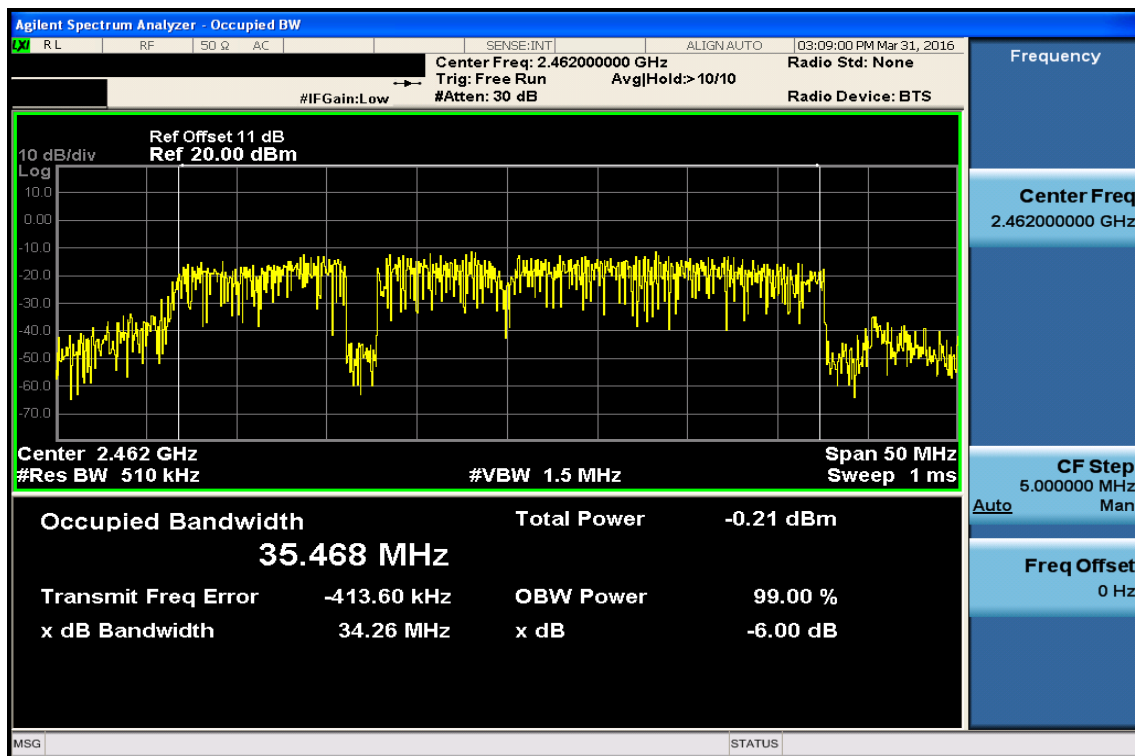 Agilent Spectrum Analyzer - Occupied BW
LXI RL RF 50 Ω AC SENSE:INT ALIGN AUTO 03:09:00 PM Mar 31, 2016
Center Freq: 2.462000000 GHz Radio Std: None
Trig: Free Run Avg|Hold:>10/10
#IFGain:Low #Atten: 30 dB Radio Device: BTS
Ref Offset 11 dB
10 dB/div Ref 20.00 dBm
Log
10.0
0.00
-10.0
-20.0
-30.0
-40.0
-50.0
-60.0
-70.0
Center 2.462 GHz Span 50 MHz
#Res BW 510 kHz #VBW 1.5 MHz Sweep 1 ms
Occupied Bandwidth Total Power -0.21 dBm
35.468 MHz
Transmit Freq Error -413.60 kHz OBW Power 99.00 %
x dB Bandwidth 34.26 MHz x dB -6.00 dB
MSG STATUS
Frequency
Center Freq
2.462000000 GHz
CF Step
5.000000 MHz
Auto Man
Freq Offset
0 Hz